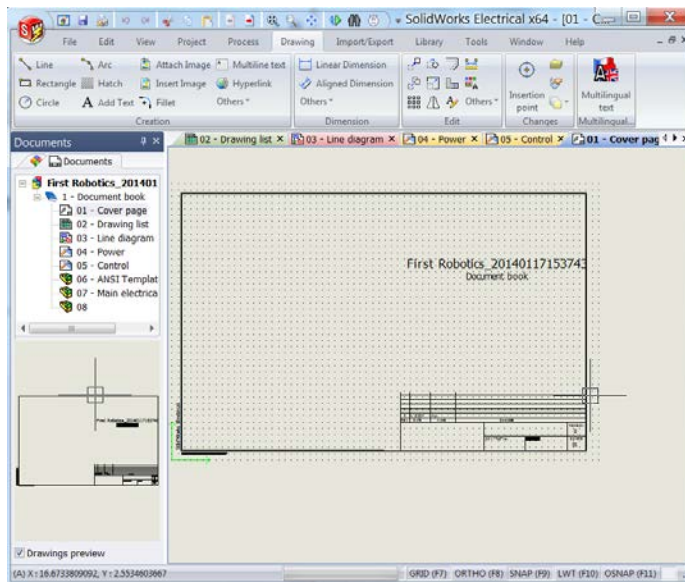 SolidWorks Electrical x64 - [01 - C
File Edit View Project Process Drawing Import/Export Library Tools Window Help
Line Arc Attach Image Multiline text Linear Dimension
Rectangle Hatch Insert Image Hyperlink Aligned Dimension
Circle Add Text Fillet Others Others Others Insertion point Multilingual text
Creation Dimension Edit Changes Multilingual...
Documents
02 - Drawing list 03 - Line diagram 04 - Power 05 - Control 01 - Cover pag
Documents
First Robotics_201401
1 - Document book
01 - Cover page
02 - Drawing list
03 - Line diagram
04 - Power
05 - Control
06 - ANSI Templat
07 - Main electrica
08
First Robotics_20140117153743
Document book
Drawings preview
(A) X: 16.6733809092, Y: 2.5534603667 GRID (F7) ORTHO (F8) SNAP (F9) LWT (F10) OSNAP (F11)